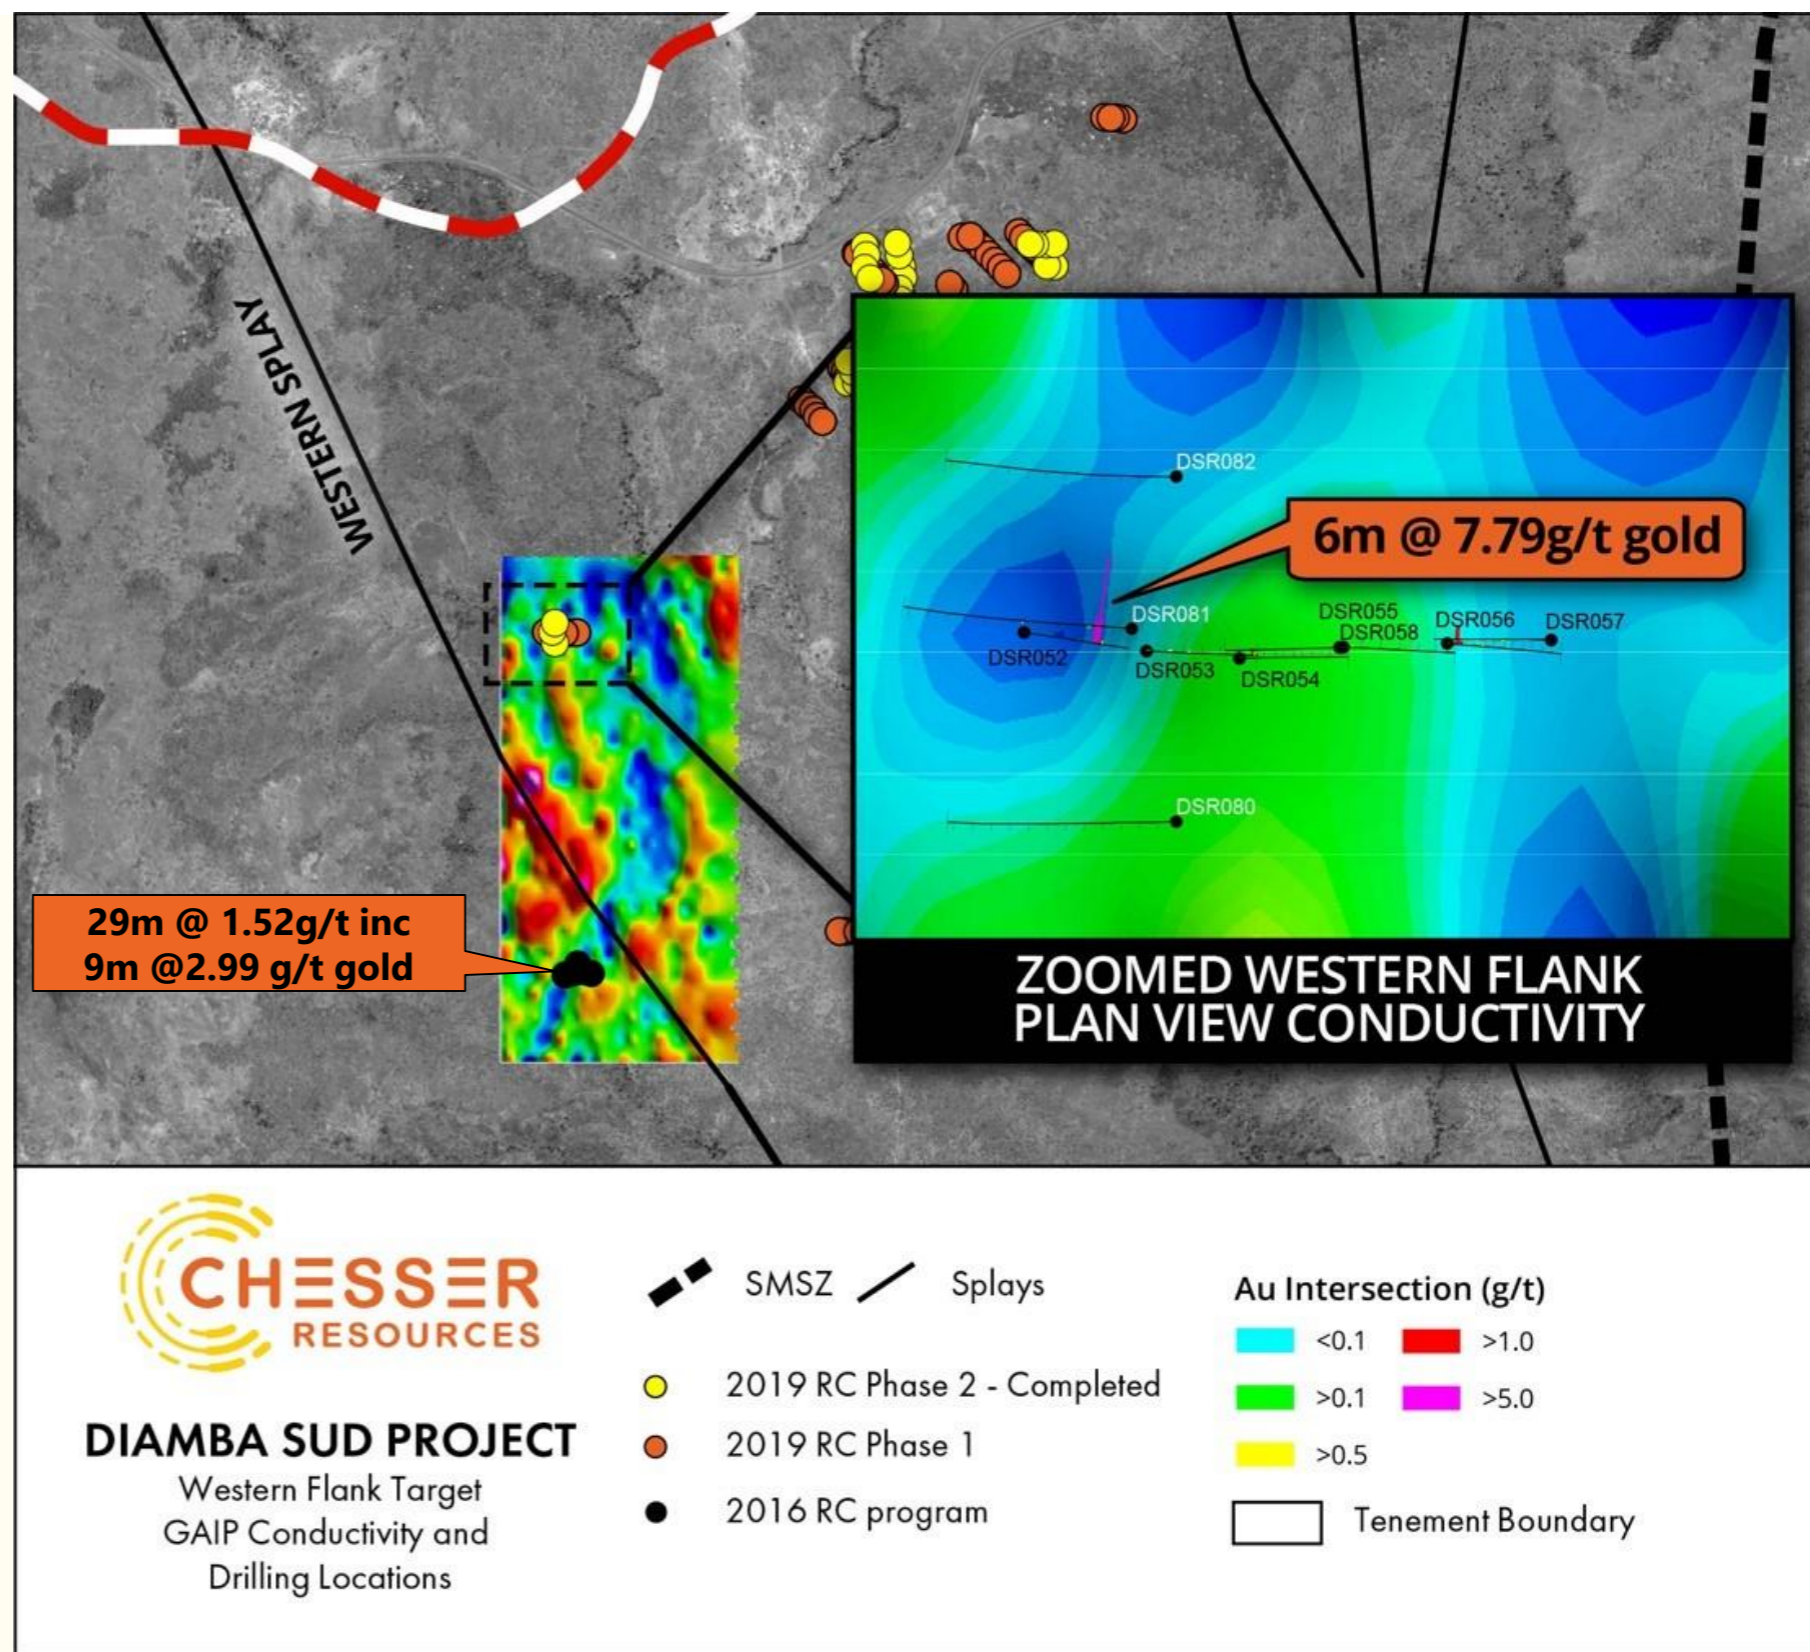 WESTERN SPLAY
DSR082
6m @ 7.79g/t gold
DSR081
DSR055
DSR056
DSR057
DSR058
DSR052
DSR053
DSR054
DSR080
29m @ 1.52g/t inc
9m @2.99 g/t gold
ZOOMED WESTERN FLANK
PLAN VIEW CONDUCTIVITY
CHESSER
RESOURCES
DIAMBA SUD PROJECT
Western Flank Target
GAIP Conductivity and
Drilling Locations
SMSZ
Splays
2019 RC Phase 2 - Completed
2019 RC Phase 1
2016 RC program
Au Intersection (g/t)
<0.1
>1.0
>0.1
>5.0
>0.5
Tenement Boundary